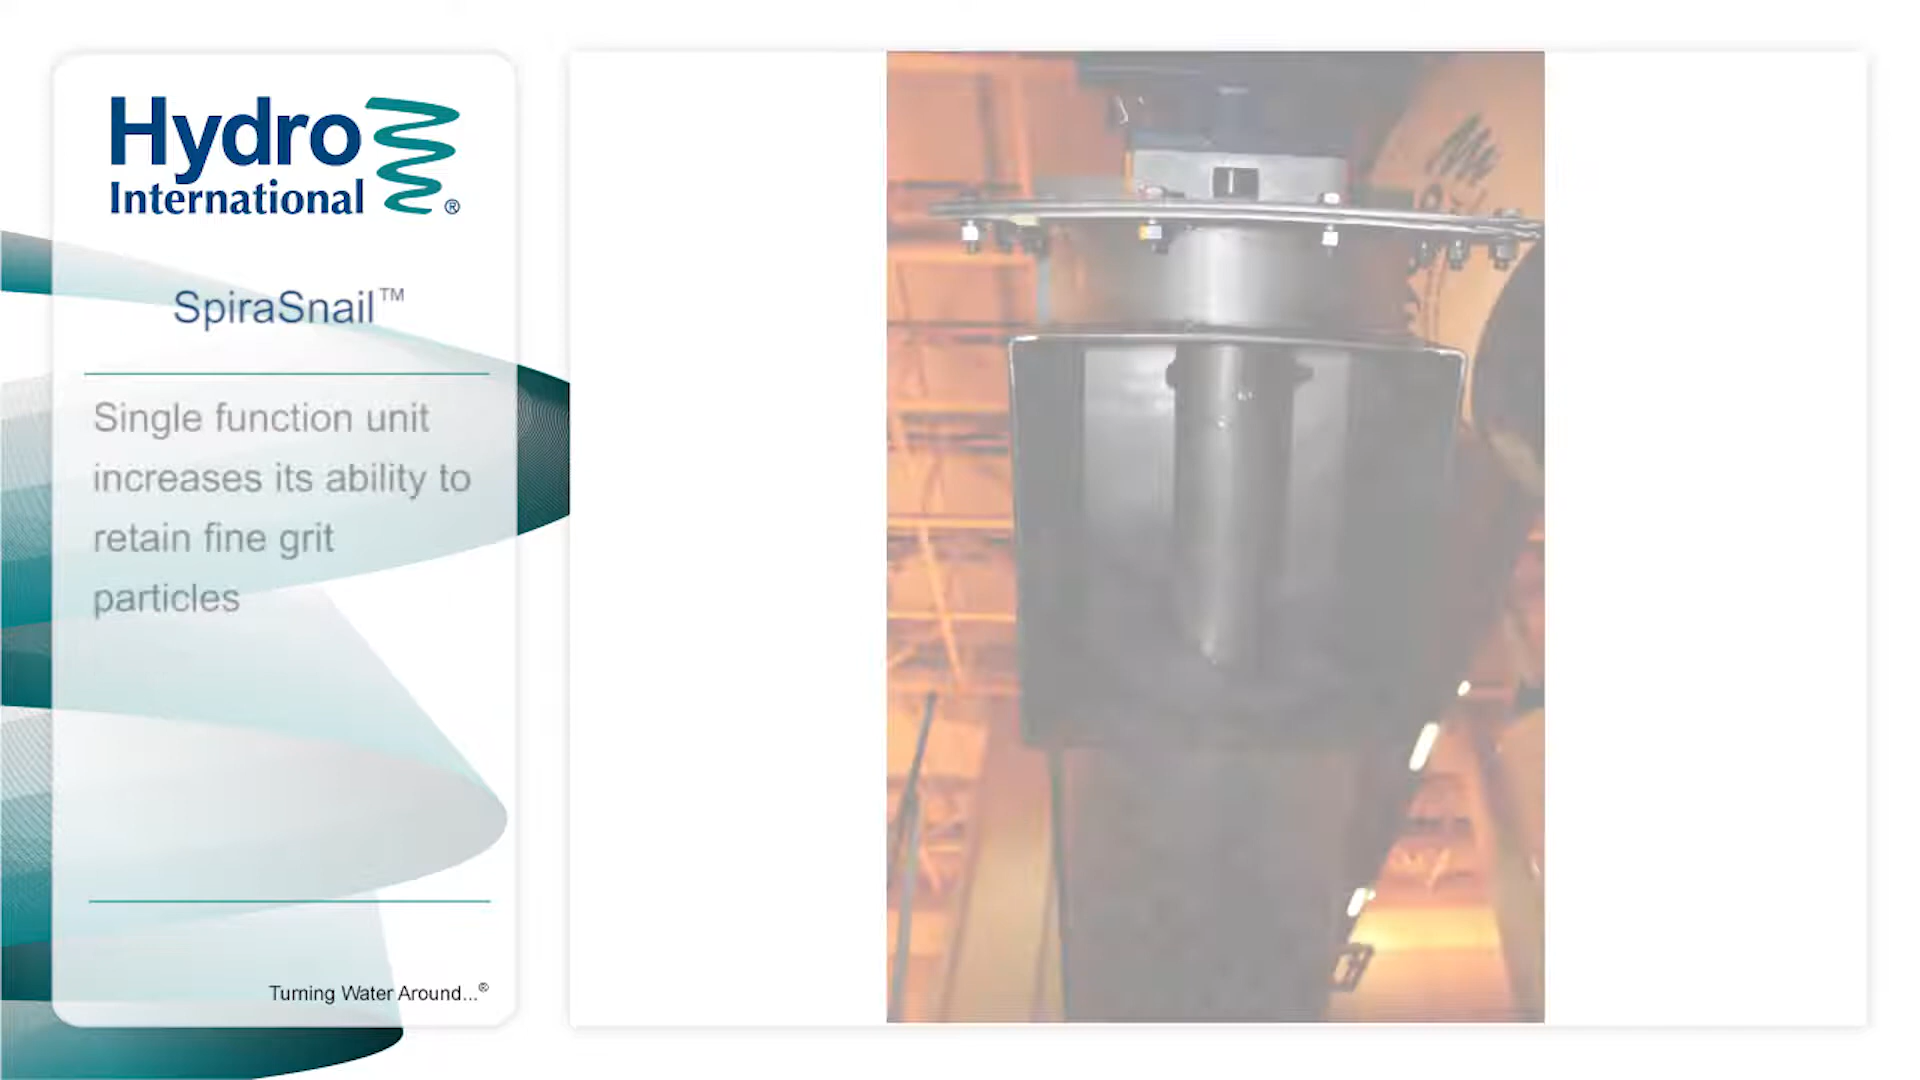 Hydro
International ®
SpiraSnail™
Single function unit
increases its ability to
retain fine grit
particles
Turning Water Around...®